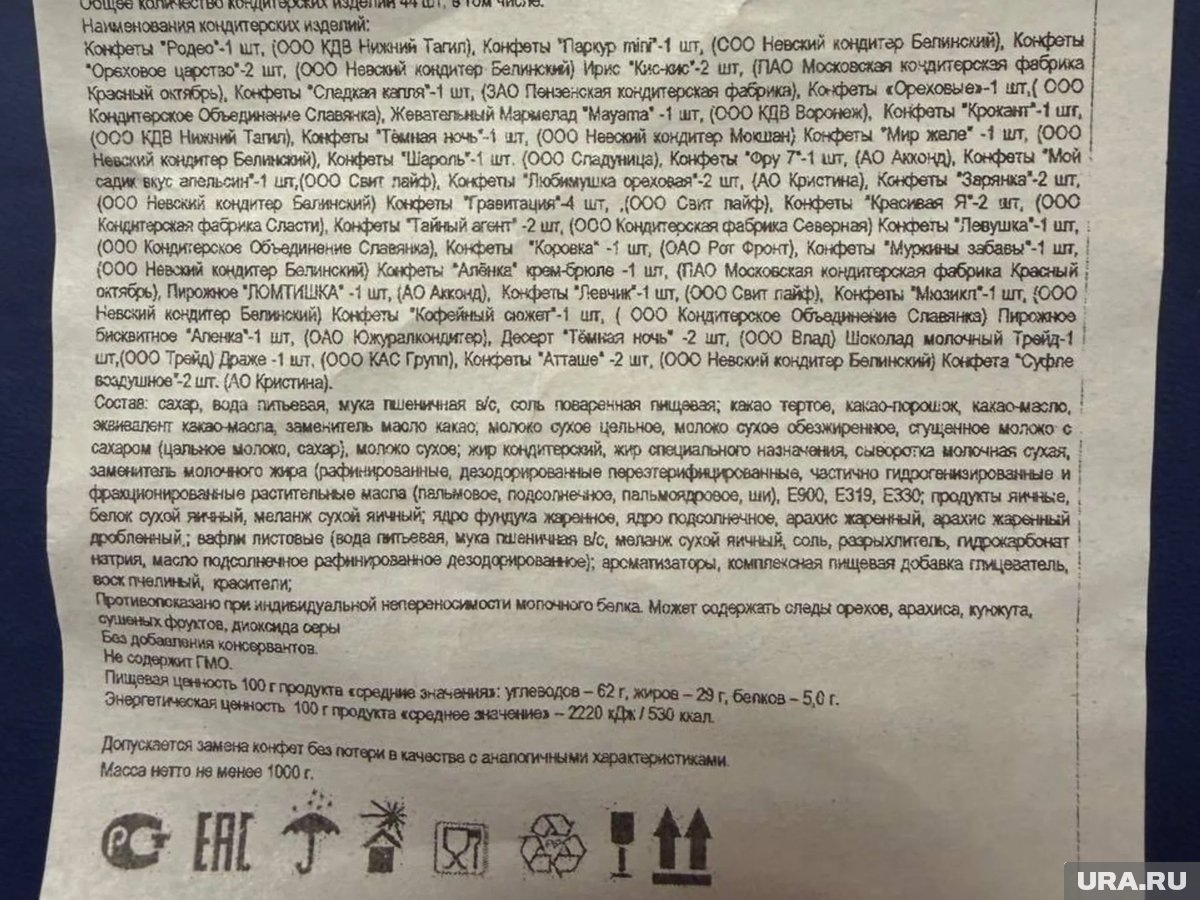 Общее количество кондитерских изделий 44 шт, в том числе:
Наименования кондитерских изделий:
Конфеты "Родео"-1 шт, (ООО КДВ Нижний Тагил), Конфеты "Паркур mini"-1 шт, (ООО Невский кондитер Белинский), Конфеты
"Ореховое царство"-2 шт, (ООО Невский кондитер Белинский) Ирис "Кис-кис"-2 шт, (ПАО Московская кондитерская фабрика
Красный октябрь), Конфеты "Сладкая капля"-1 шт, (ЗАО Пензенская кондитерская фабрика), Конфеты «Ореховые»-1 шт,( ООО
Кондитерское Объединение Славянка), Жевательный Мармелад "Mayama" -1 шт, (ООО КДВ Воронеж), Конфеты "Крокант"-1 шт,
(ООО КДВ Нижний Тагил), Конфеты "Тёмная ночь"-1 шт, (ООО Невский кондитер Мокшан) Конфеты "Мир желе" -1 шт, (ООО
Невский кондитер Белинский), Конфеты "Шароль"-1 шт. (ООО Сладуница), Конфеты "Фру 7"-1 шт, (АО Акконд), Конфеты "Мой
садик вкус апельсин"-1 шт,(ООО Свит лайф), Конфеты "Любимушка ореховая"-2 шт, (АО Кристина), Конфеты "Зарянка"-2 шт,
(ООО Невский кондитер Белинский) Конфеты "Гравитация"-4 шт, ,(ООО Свит лайф), Конфеты "Красивая Я"-2 шт, (ООО
Кондитерская фабрика Сласти), Конфеты "Тайный агент" -2 шт, (ООО Кондитерская фабрика Северная) Конфеты "Левушка"-1 шт,
(ООО Кондитерское Объединение Славянка), Конфеты "Коровка" -1 шт, (ОАО Рот Фронт), Конфеты "Муркины забавы"-1 шт,
(ООО Невский кондитер Белинский) Конфеты "Алёнка" крем-брюле -1 шт, (ПАО Московская кондитерская фабрика Красный
октябрь), Пирожное "ЛОМТИШКА" -1 шт, (АО Акконд), Конфеты "Левчик"-1 шт, (ООО Свит лайф), Конфеты "Мюзикл"-1 шт, (ООО
Невский кондитер Белинский) Конфеты "Кофейный сюжет"-1 шт, ( ООО Кондитерское Объединение Славянка) Пирожное
бисквитное "Аленка"-1 шт, (ОАО Южуралкондитер), Десерт "Тёмная ночь" -2 шт, (ООО Влад) Шоколад молочный Трейд-1
шт,(ООО Трейд) Драже -1 шт, (ООО КАС Групп), Конфеты "Атташе" -2 шт, (ООО Невский кондитер Белинский) Конфета "Суфле
воздушное"-2 шт. (АО Кристина).
Состав: сахар, вода питьевая, мука пшеничная в/с, соль поваренная пищевая; какао тертое, какао-порошок, какао-масло,
эквивалент какао-масла, заменитель масло какао; молоко сухое цельное, молоко сухое обезжиренное, сгущенное молоко с
сахаром (цельное молоко, сахар), молоко сухое; жир кондитерский, жир специального назначения, сыворотка молочная сухая,
заменитель молочного жира (рафинированные, дезодорированные переэтерифицированные, частично гидрогенизированные и
фракционированные растительные масла (пальмовое, подсолнечное, пальмоядровое, ши), Е900, Е319, Е330; продукты яичные,
белок сухой яичный, меланж сухой яичный; ядро фундука жаренное, ядро подсолнечное, арахис жаренный, арахис жаренный
дробленный,; вафли листовые (вода питьевая, мука пшеничная в/с, меланж сухой яичный, соль, разрыхлитель, гидрокарбонат
натрия, масло подсолнечное рафинированное дезодорированное); ароматизаторы, комплексная пищевая добавка глицеватель,
воск пчелиный, красители;
Противопоказано при индивидуальной непереносимости молочного белка. Может содержать следы орехов, арахиса, кунжута,
сушеных фруктов, диоксида серы
Без добавления консервантов.
Не содержит ГМО.
Пищевая ценность 100 г продукта «средние значения»: углеводов – 62 г, жиров – 29 г, белков – 5,0 г.
Энергетическая ценность 100 г продукта «среднее значение» – 2220 кДж / 530 ккал.
Допускается замена конфет без потери в качестве с аналогичными характеристиками.
Масса нетто не менее 1000 г.
РСТ ЕАС
URA.RU